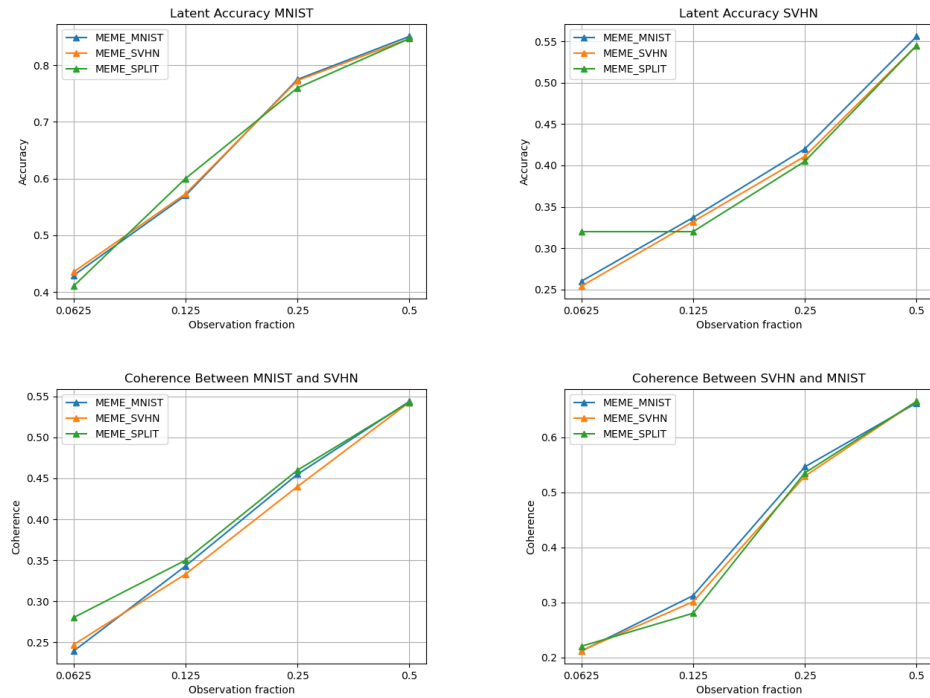 Latent Accuracy MNIST
MEME_MNIST
MEME_SVHN
MEME_SPLIT
0.8
0.7
0.6
0.5
0.4
Accuracy
0.0625 0.125 0.25 0.5
Observation fraction
Latent Accuracy SVHN
MEME_MNIST
MEME_SVHN
MEME_SPLIT
0.55
0.50
0.45
0.40
0.35
0.30
0.25
Accuracy
0.0625 0.125 0.25 0.5
Observation fraction
Coherence Between MNIST and SVHN
MEME_MNIST
MEME_SVHN
MEME_SPLIT
0.55
0.50
0.45
0.40
0.35
0.30
0.25
Coherence
0.0625 0.125 0.25 0.5
Observation fraction
Coherence Between SVHN and MNIST
MEME_MNIST
MEME_SVHN
MEME_SPLIT
0.6
0.5
0.4
0.3
0.2
Coherence
0.0625 0.125 0.25 0.5
Observation fraction